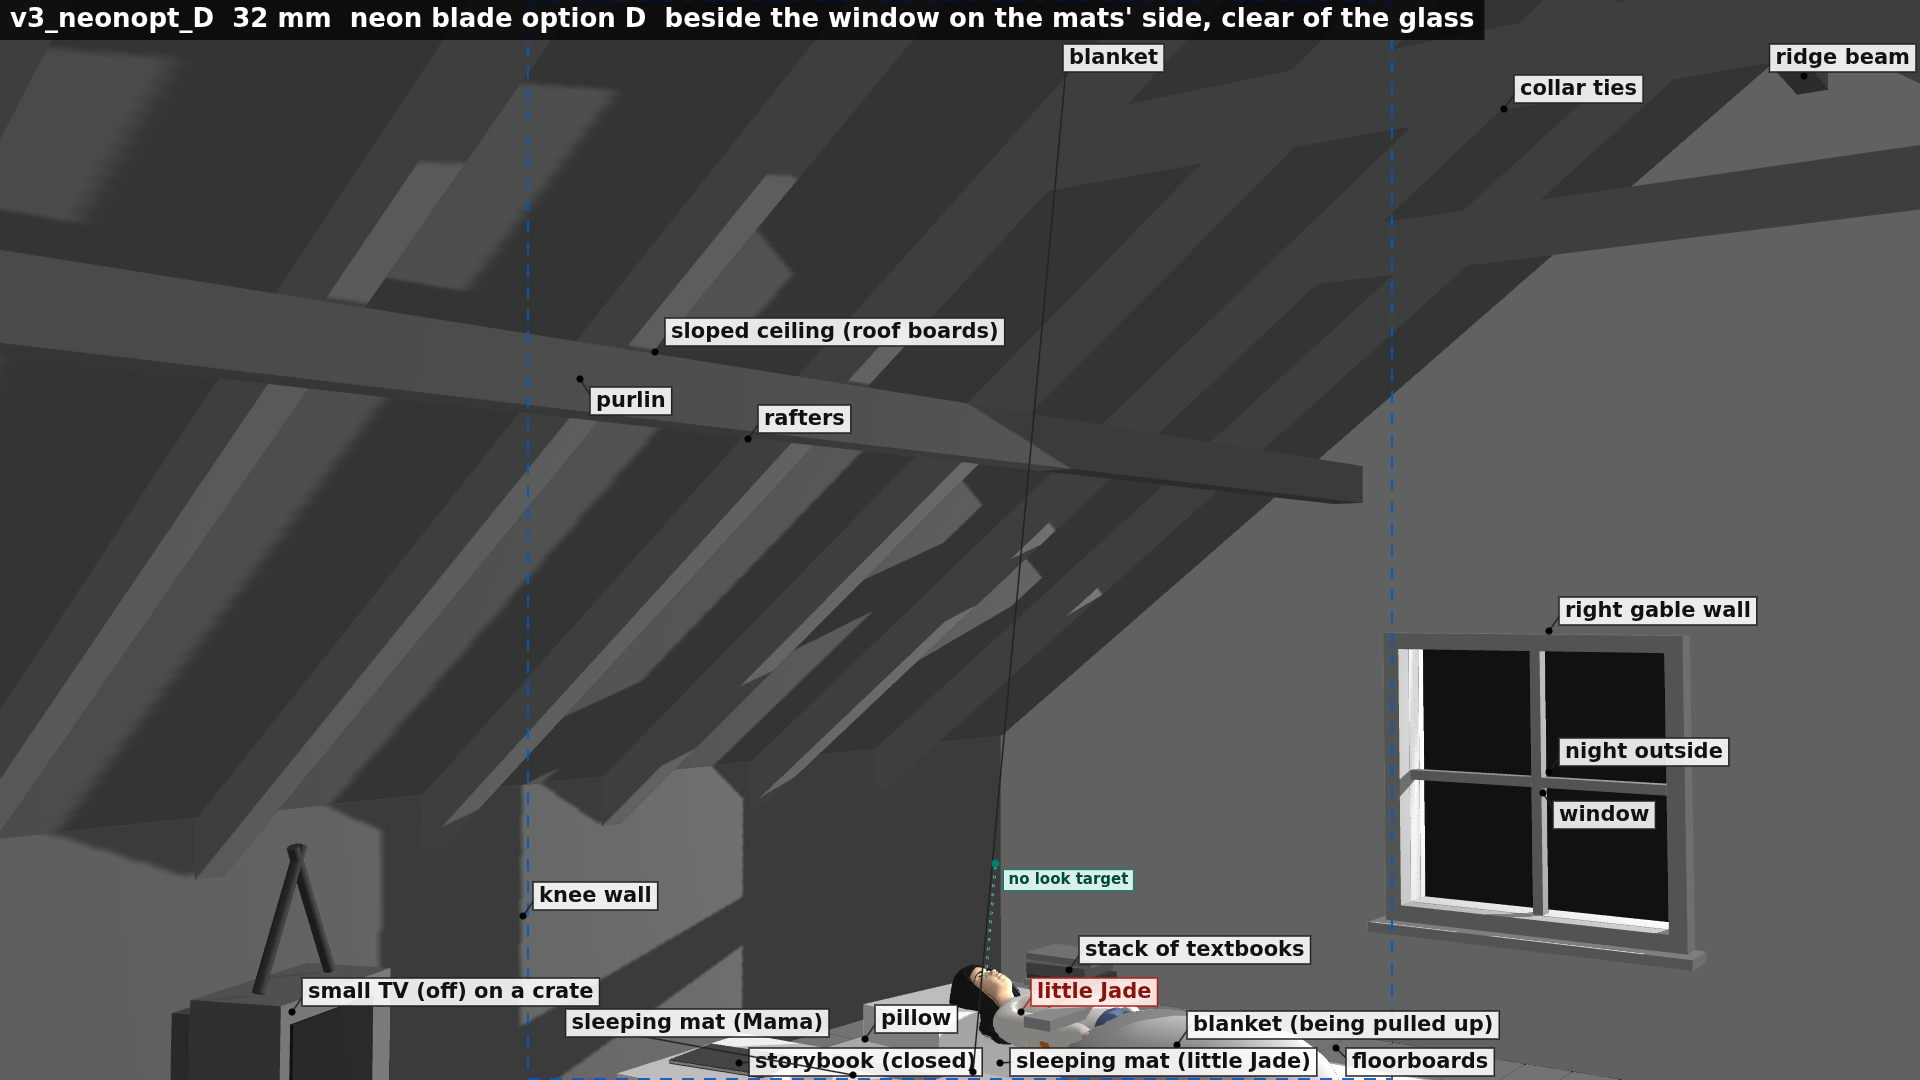 v3_neonopt_D 32 mm neon blade option D beside the window on the mats' side, clear of the glass
blanket
ridge beam
collar ties
sloped ceiling (roof boards)
purlin
rafters
right gable wall
night outside
window
no look target
knee wall
stack of textbooks
small TV (off) on a crate
little Jade
sleeping mat (Mama)
pillow
blanket (being pulled up)
storybook (closed)
sleeping mat (little Jade)
floorboards